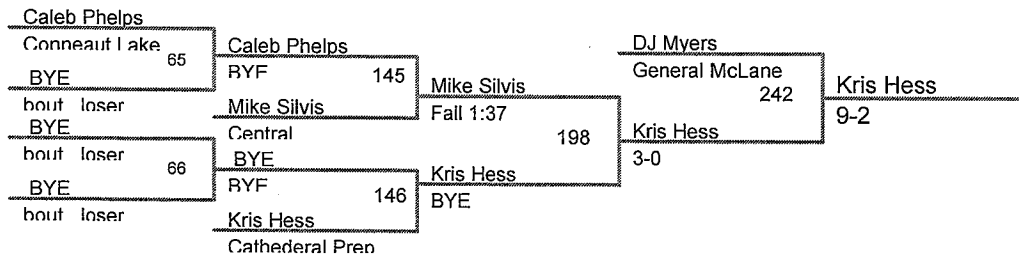 Caleb Phelps
Conneaut Lake
65
BYE
bout loser
BYE
bout loser
66
BYE
bout loser
Caleb Phelps
BYE
145
Mike Silvis
Central
BYE
BYE
146
Kris Hess
Cathederal Prep
Mike Silvis
Fall 1:37
198
Kris Hess
BYE
DJ Myers
General McLane
242
Kris Hess
3-0
Kris Hess
9-2